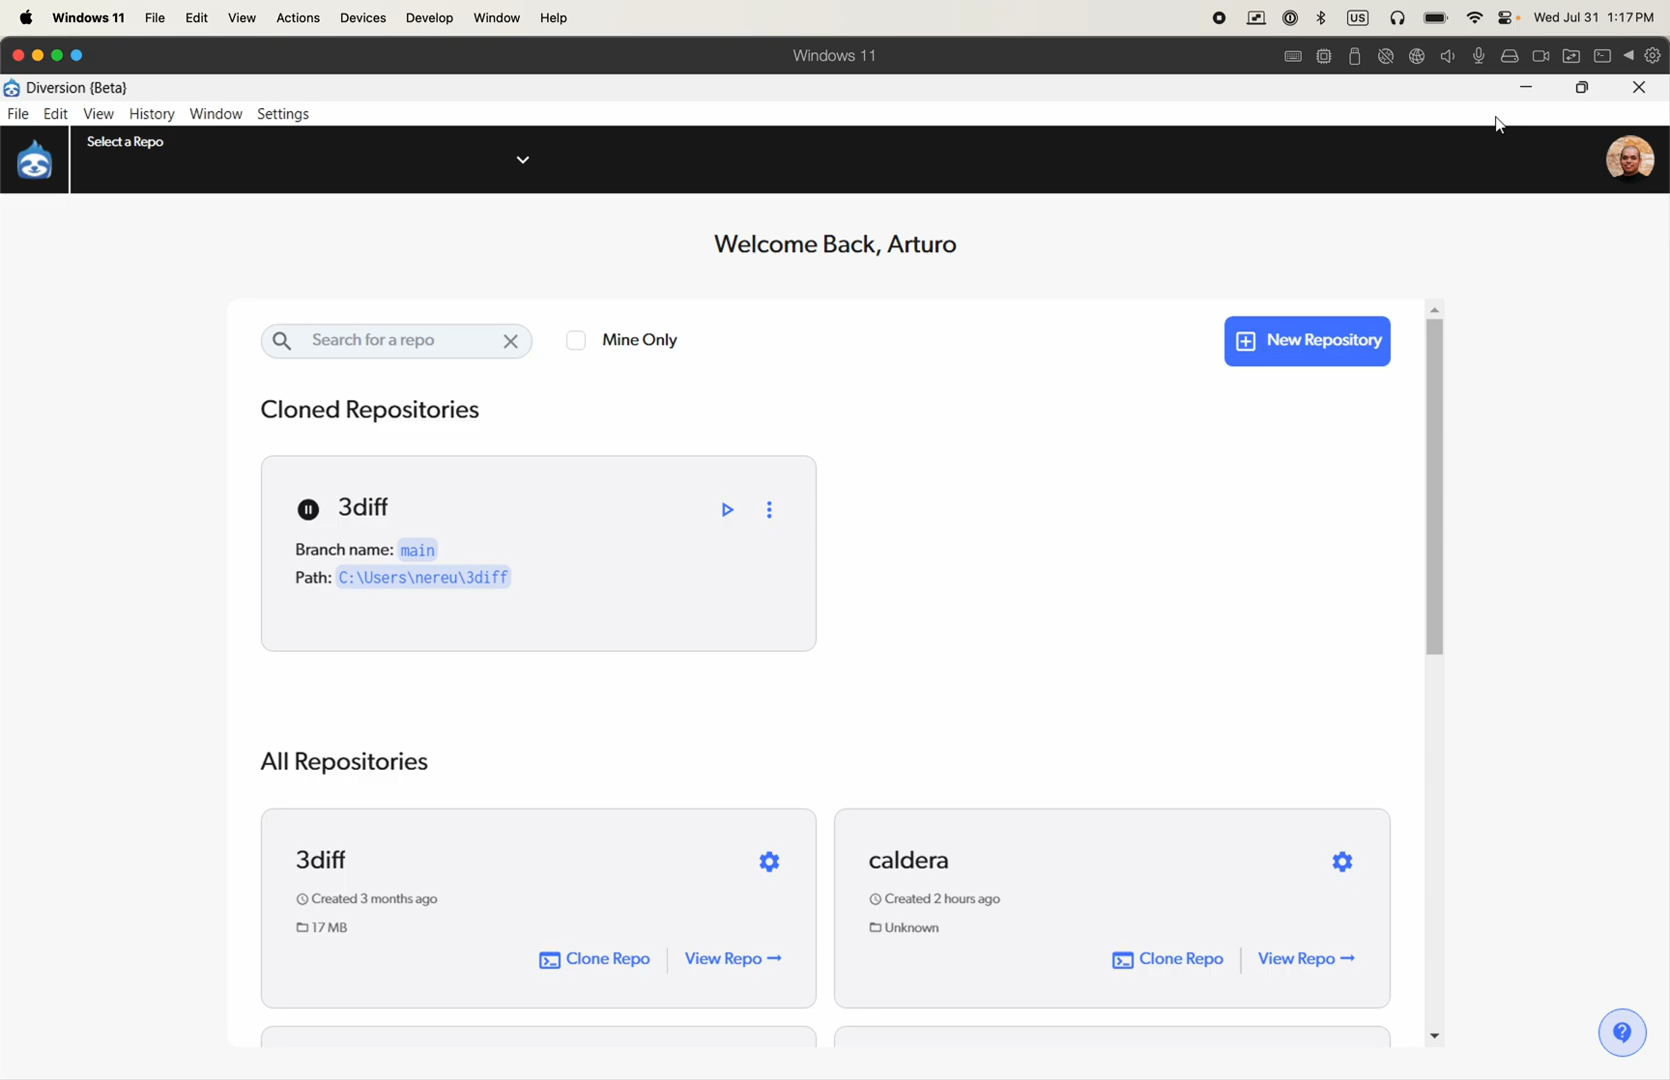 Windows 11 File Edit View Actions Devices Develop Window Help US Wed Jul 31 1:17 PM
Windows 11
Diversion {Beta}
File Edit View History Window Settings
Select a Repo
Welcome Back, Arturo
Search for a repo Mine Only New Repository
Cloned Repositories
3diff
Branch name: main
Path: C:\Users\nereu\3diff
All Repositories
3diff
Created 3 months ago
17 MB
Clone Repo View Repo →
caldera
Created 2 hours ago
Unknown
Clone Repo View Repo →